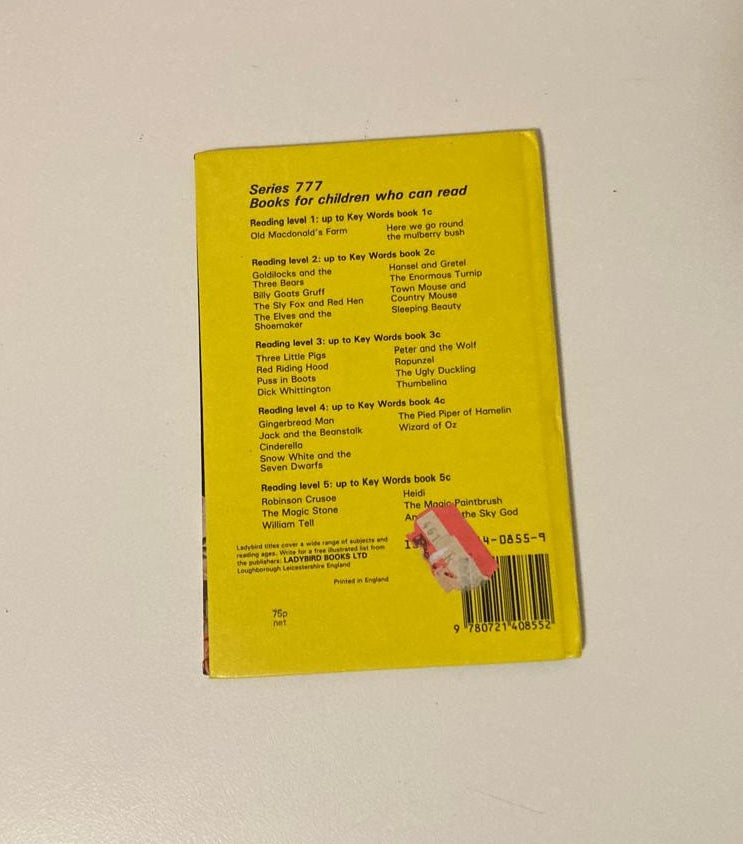 Series 777
Books for children who can read
Reading level 1: up to Key Words book 1c
Old Macdonald's Farm
Here we go round
the mulberry bush
Reading level 2: up to Key Words book 2c
Goldilocks and the
Three Bears
Billy Goats Gruff
The Sly Fox and Red Hen
The Elves and the
Shoemaker
Hansel and Gretel
The Enormous Turnip
Town Mouse and
Country Mouse
Sleeping Beauty
Reading level 3: up to Key Words book 3c
Three Little Pigs
Red Riding Hood
Puss in Boots
Dick Whittington
Peter and the Wolf
Rapunzel
The Ugly Duckling
Thumbelina
Reading level 4: up to Key Words book 4c
Gingerbread Man
Jack and the Beanstalk
Cinderella
Snow White and the
Seven Dwarfs
The Pied Piper of Hamelin
Wizard of Oz
Reading level 5: up to Key Words book 5c
Robinson Crusoe
The Magic Stone
William Tell
Heidi
The Magic Paintbrush
the Sky God
Ladybird titles cover a wide range of subjects and
reading ages. Write for a free illustrated list from
the publishers: LADYBIRD BOOKS LTD
Loughborough Leicestershire England
Printed in England
75p
net
4-0855-9
9 780721 408552